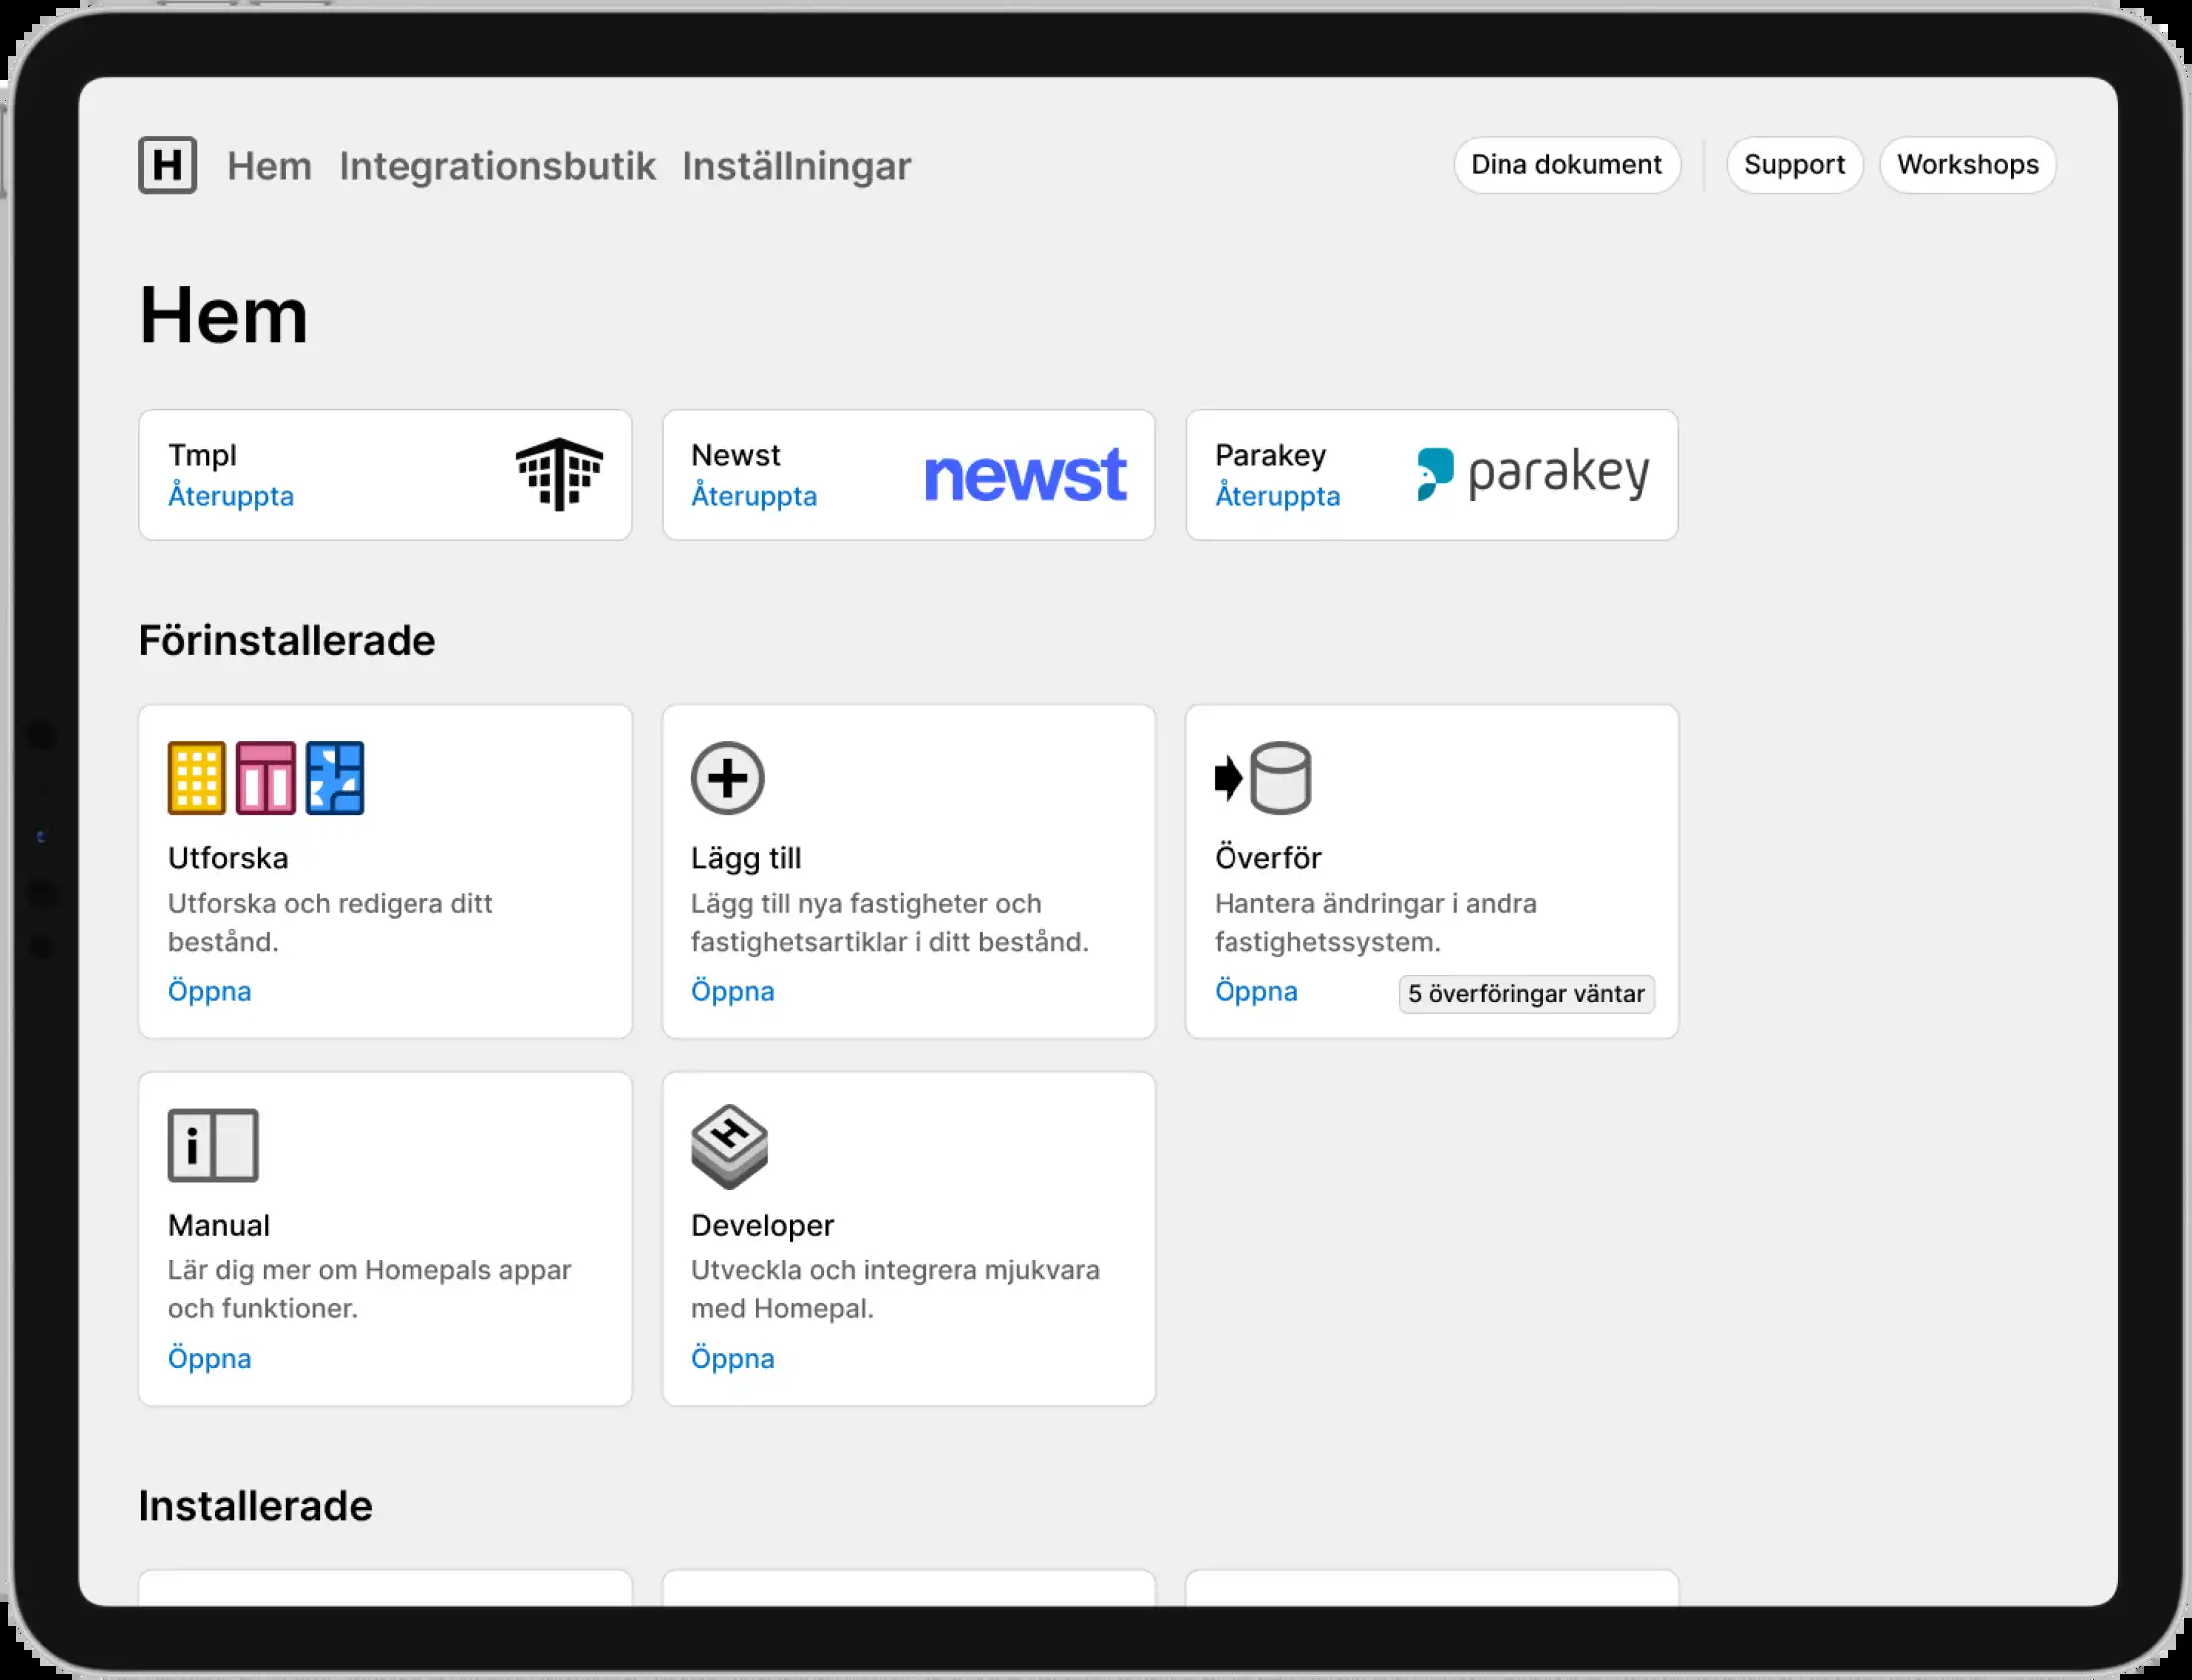 H Hem Integrationsbutik Inställningar Dina dokument Support Workshops
Hem
Tmpl
Återuppta
Newst
Återuppta
newst
Parakey
Återuppta
parakey
Förinstallerade
Utforska
Utforska och redigera ditt
bestånd.
Öppna
Lägg till
Lägg till nya fastigheter och
fastighetsartiklar i ditt bestånd.
Öppna
Överför
Hantera ändringar i andra
fastighetssystem.
Öppna
5 överföringar väntar
i
Manual
Lär dig mer om Homepals appar
och funktioner.
Öppna
H
Developer
Utveckla och integrera mjukvara
med Homepal.
Öppna
Installerade